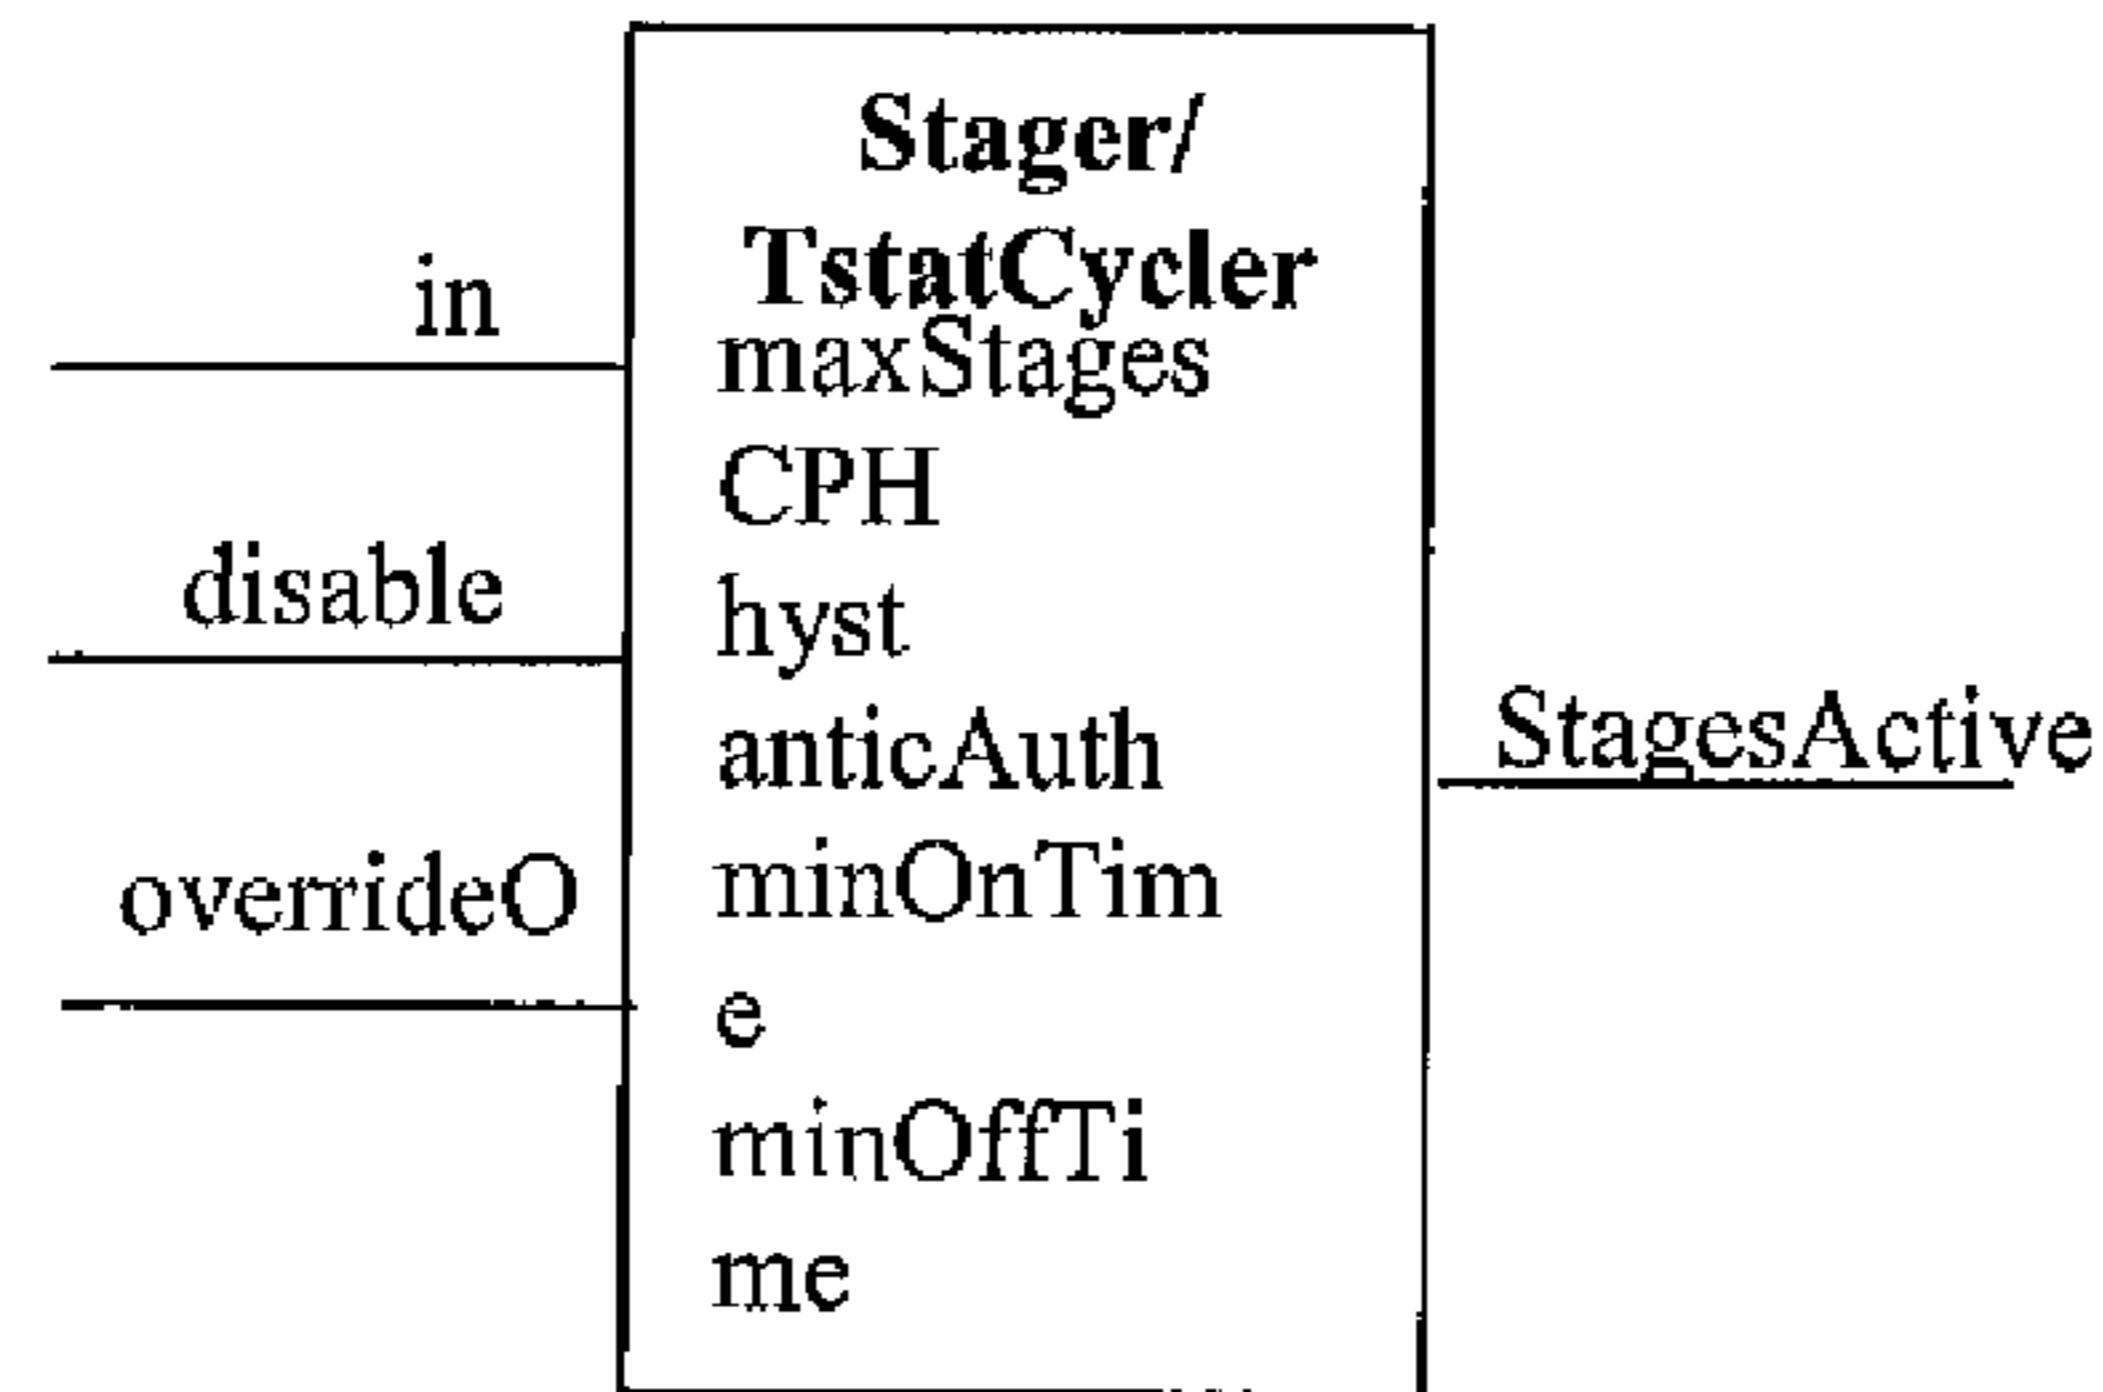 Stager/
TstatCycler
in
maxStages
CPH
disable
hyst
anticAuth
StagesActive
overrideO
minOnTim
e
minOffTi
me